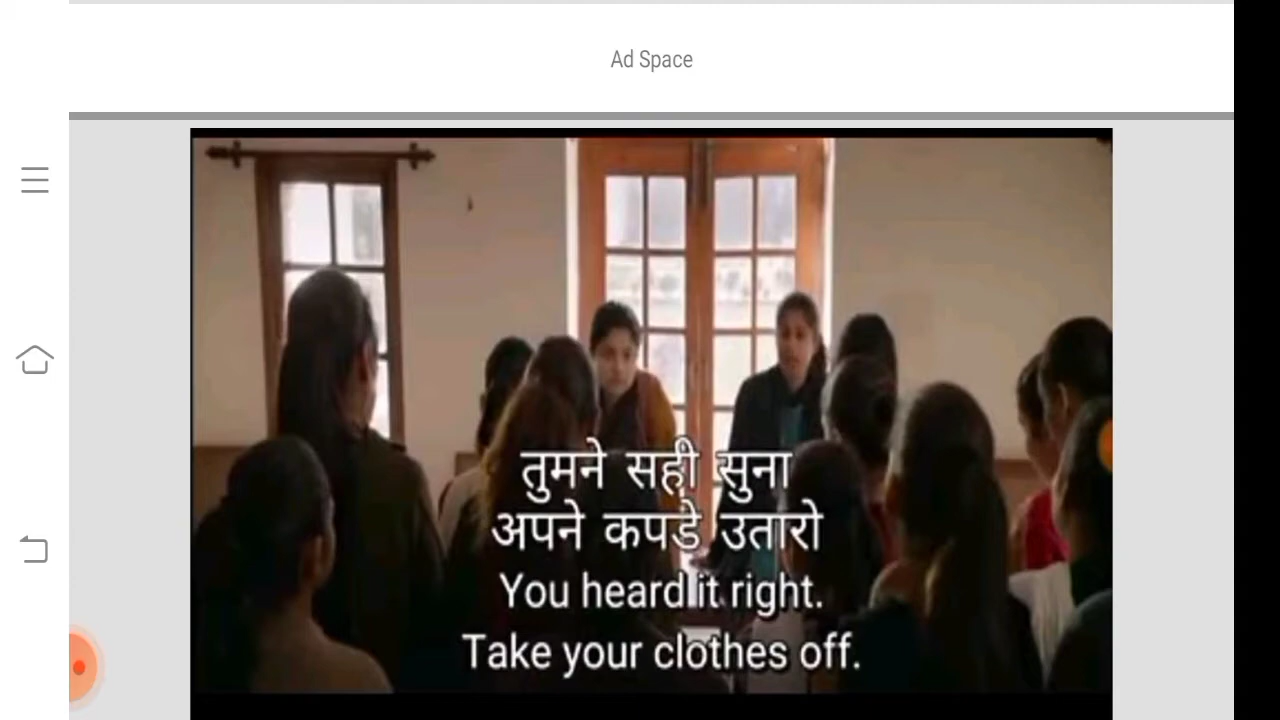 Ad Space
तुमने सही सुना
अपने कपड़े उतारो
You heard it right.
Take your clothes off.